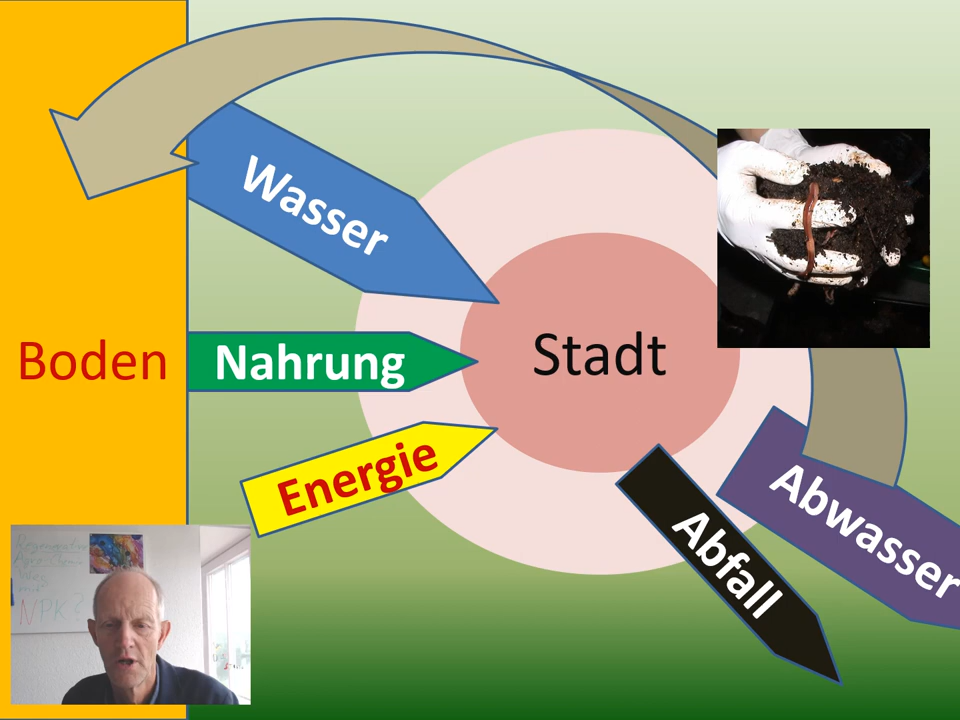 Wasser
Boden
Nahrung
Stadt
Energie
Abwasser
Abfall
NPK?